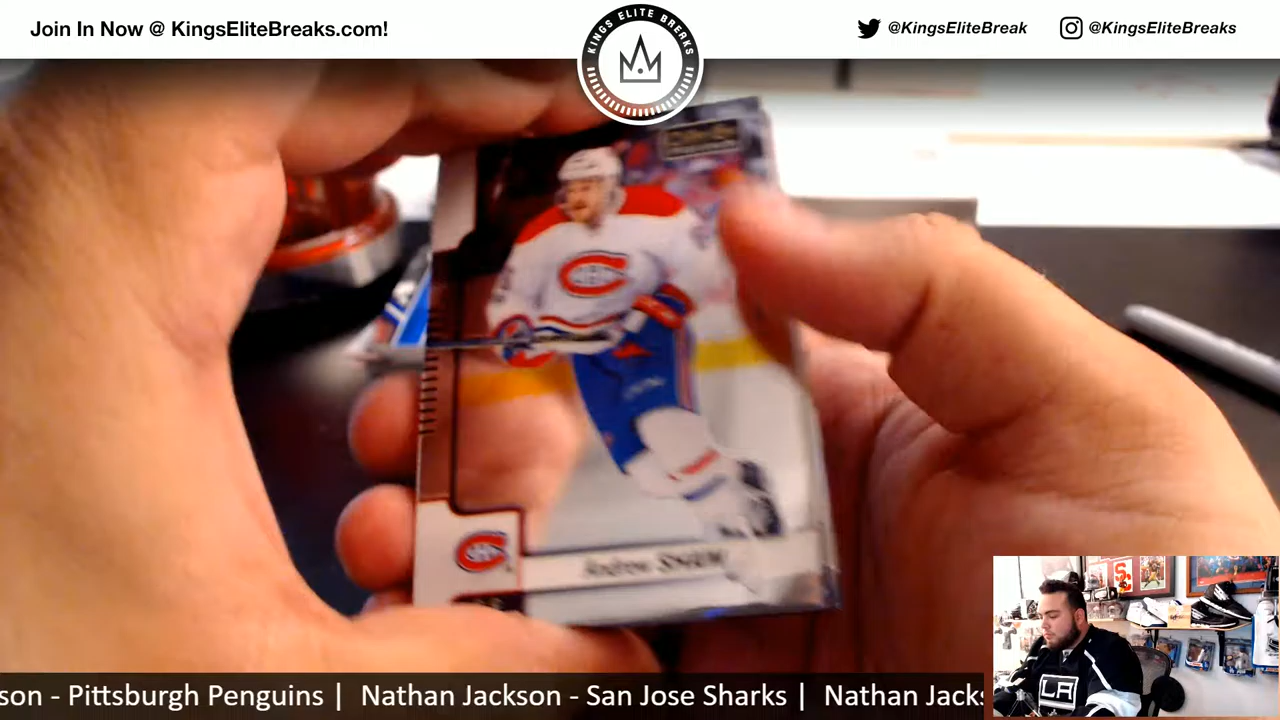 Join In Now @ KingsEliteBreaks.com!
KINGS ELITE BREAKS
@KingsEliteBreak
@KingsEliteBreaks
Andrew SHAW
LA
son - Pittsburgh Penguins | Nathan Jackson - San Jose Sharks | Nathan Jacks